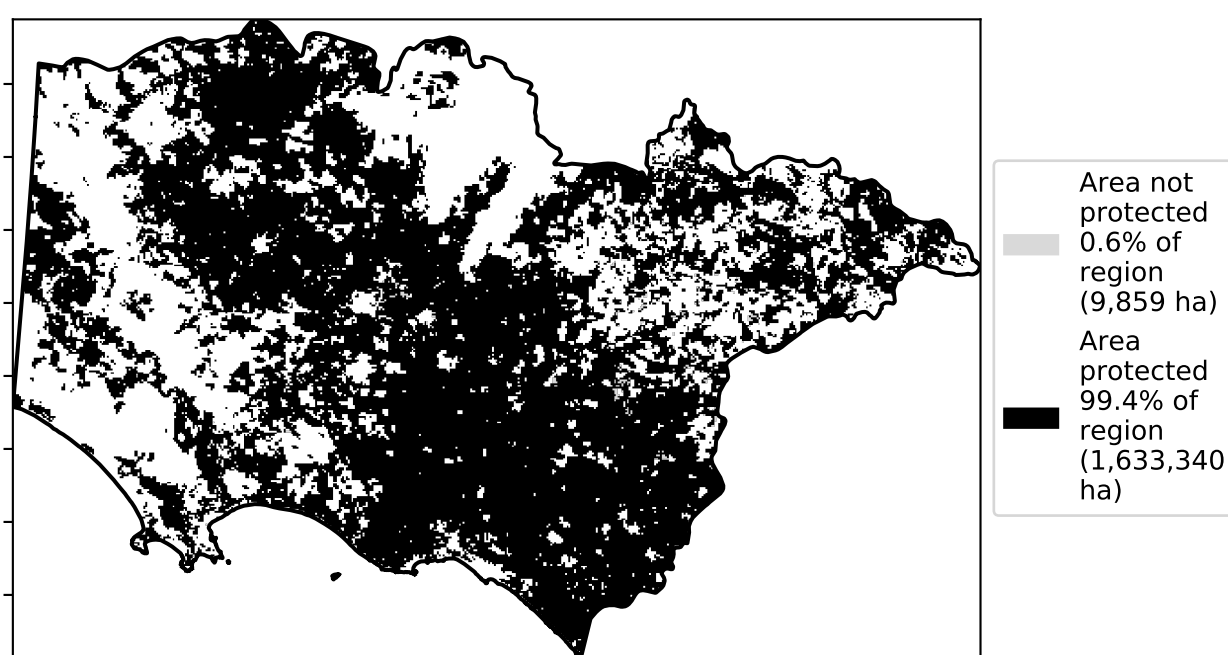 Area not
protected
0.6% of
region
(9,859 ha)
Area
protected
99.4% of
region
(1,633,340
ha)